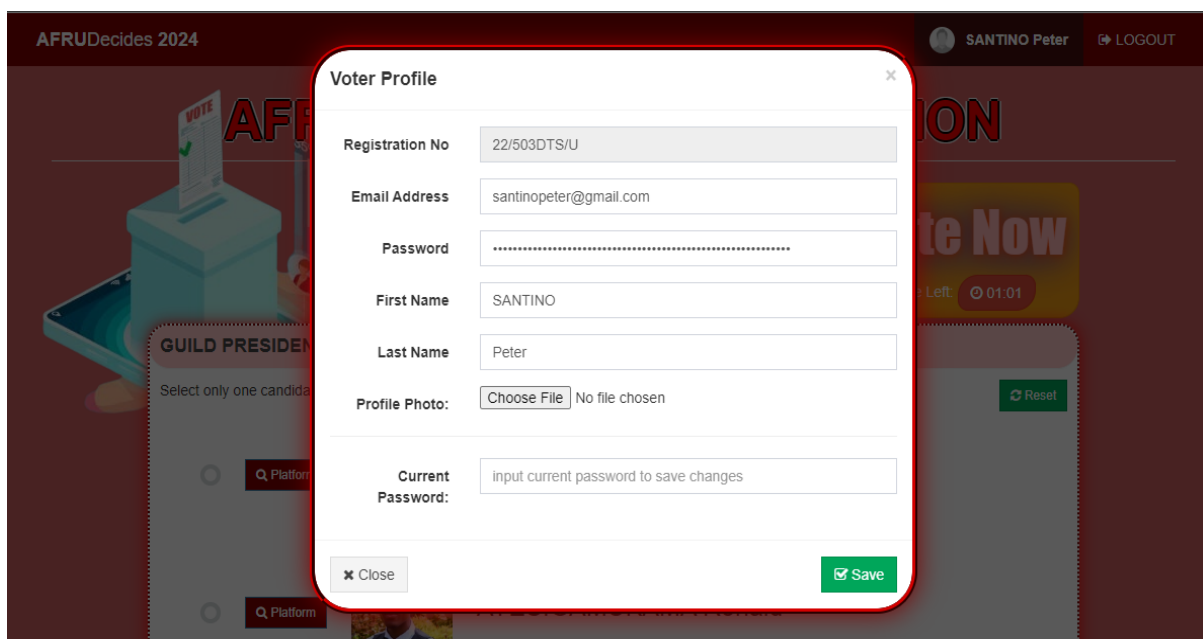 AFRUDecides 2024
SANTINO Peter
LOGOUT
Voter Profile
×
VOTE
ION
Registration No
22/503DTS/U
Email Address
santinopeter@gmail.com
Password
••••••••••••••••••••••••••••••••••••••••••••••••••••••••••••
te Now
First Name
SANTINO
Left:
01:01
GUILD PRESIDEN
Last Name
Peter
Select only one candida
Profile Photo:
Choose File No file chosen
Reset
Current
Password:
input current password to save changes
Platfor
Close
Save
Platform